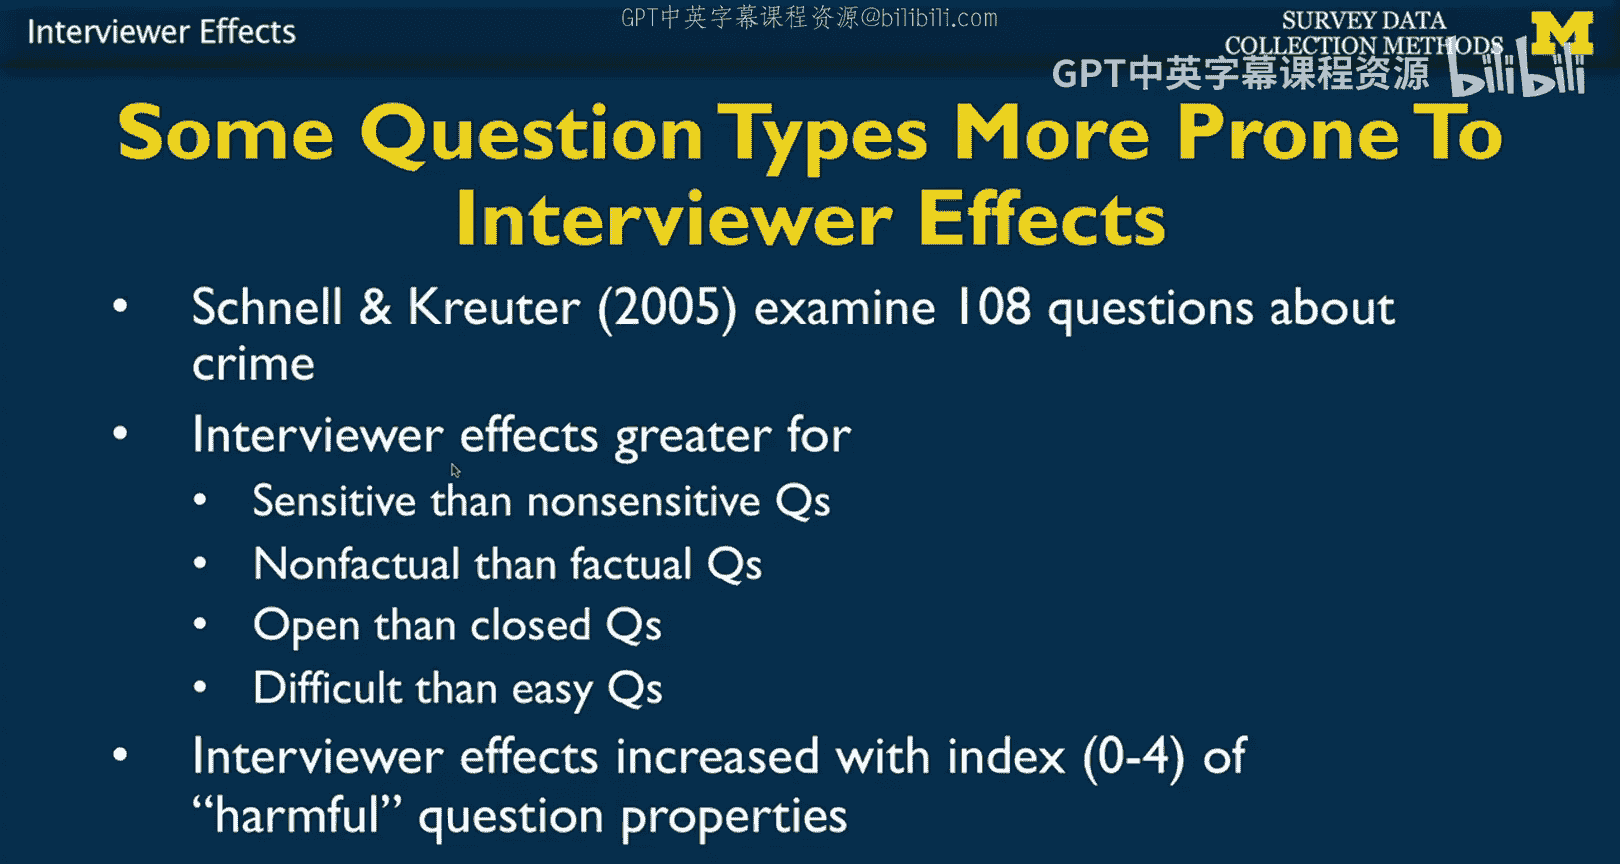 Interviewer Effects
GPT中英字幕课程资源@bilibili.com
SURVEY DATA
COLLECTION METHODS
M
GPT中英字幕课程资源 bilibili
Some Question Types More Prone To
Interviewer Effects
• Schnell & Kreuter (2005) examine 108 questions about
crime
• Interviewer effects greater for
• Sensitive than nonsensitive Qs
• Nonfactual than factual Qs
• Open than closed Qs
• Difficult than easy Qs
• Interviewer effects increased with index (0-4) of
“harmful” question properties